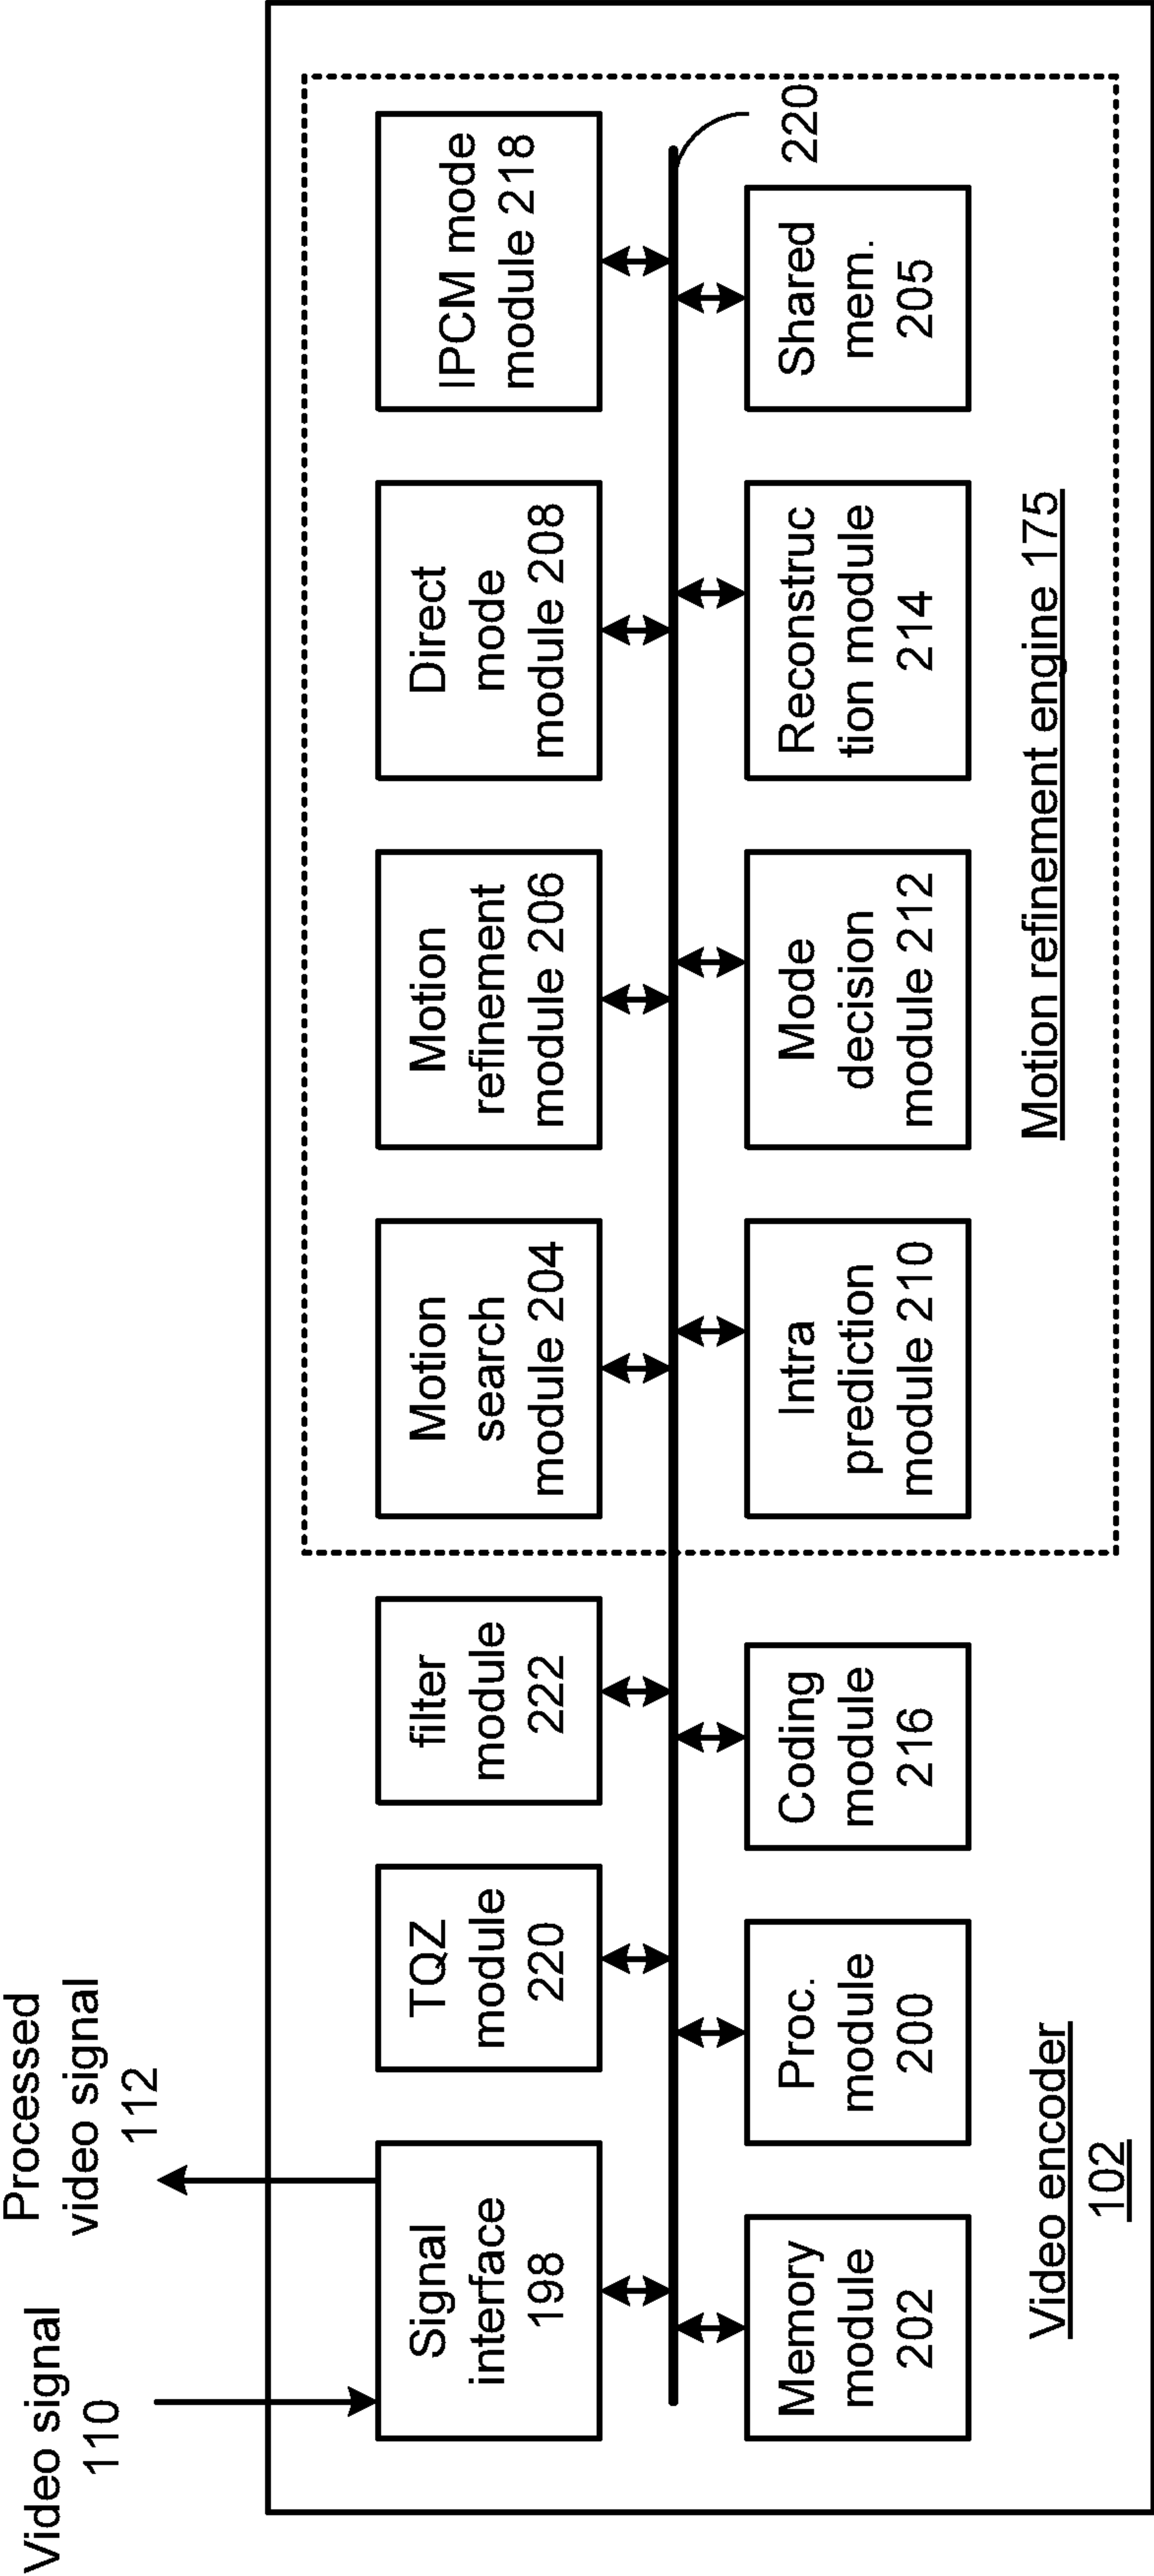 Video signal
110
Processed
video signal
112
Signal
interface
198
TQZ
module
220
filter
module
222
Motion
search
module 204
Motion
refinement
module 206
Direct
mode
module 208
IPCM mode
module 218
220
Memory
module
202
Proc.
module
200
Coding
module
216
Intra
prediction
module 210
Mode
decision
module 212
Reconstruc
tion module
214
Shared
mem.
205
Motion refinement engine 175
Video encoder
102